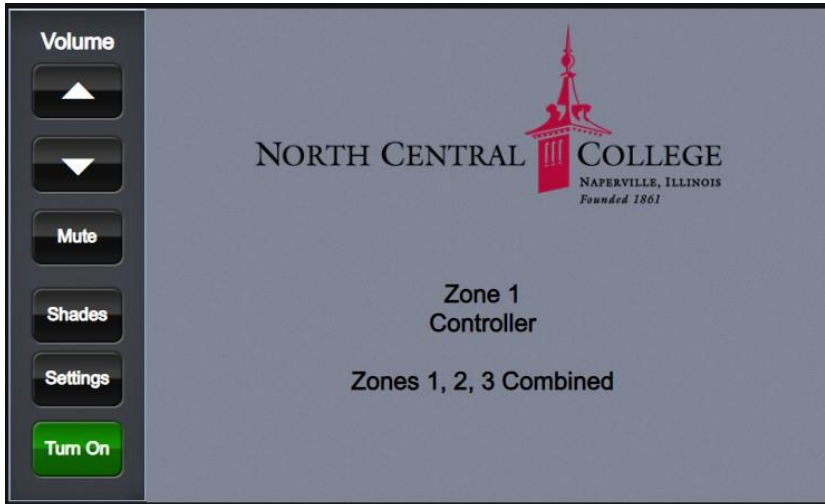 Volume
Mute
Shades
Settings
Turn On
NORTH CENTRAL COLLEGE
NAPERVILLE, ILLINOIS
Founded 1861
Zone 1
Controller
Zones 1, 2, 3 Combined